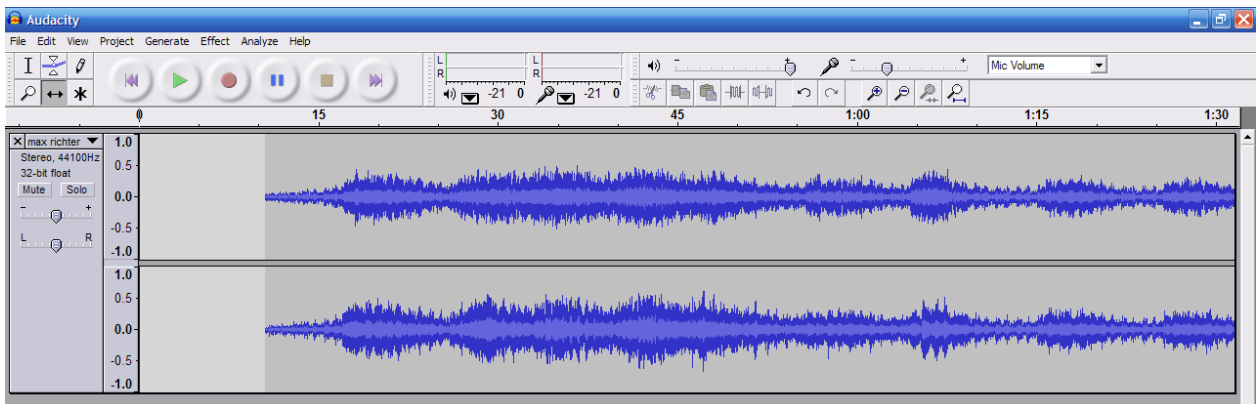 Audacity
File Edit View Project Generate Effect Analyze Help
L
R
-21 0
L
R
-21 0
- +
- +
Mic Volume
0 15 30 45 1:00 1:15 1:30
X max richter
Stereo, 44100Hz
32-bit float
Mute Solo
- +
L R
1.0
0.5
0.0
-0.5
-1.0
1.0
0.5
0.0
-0.5
-1.0